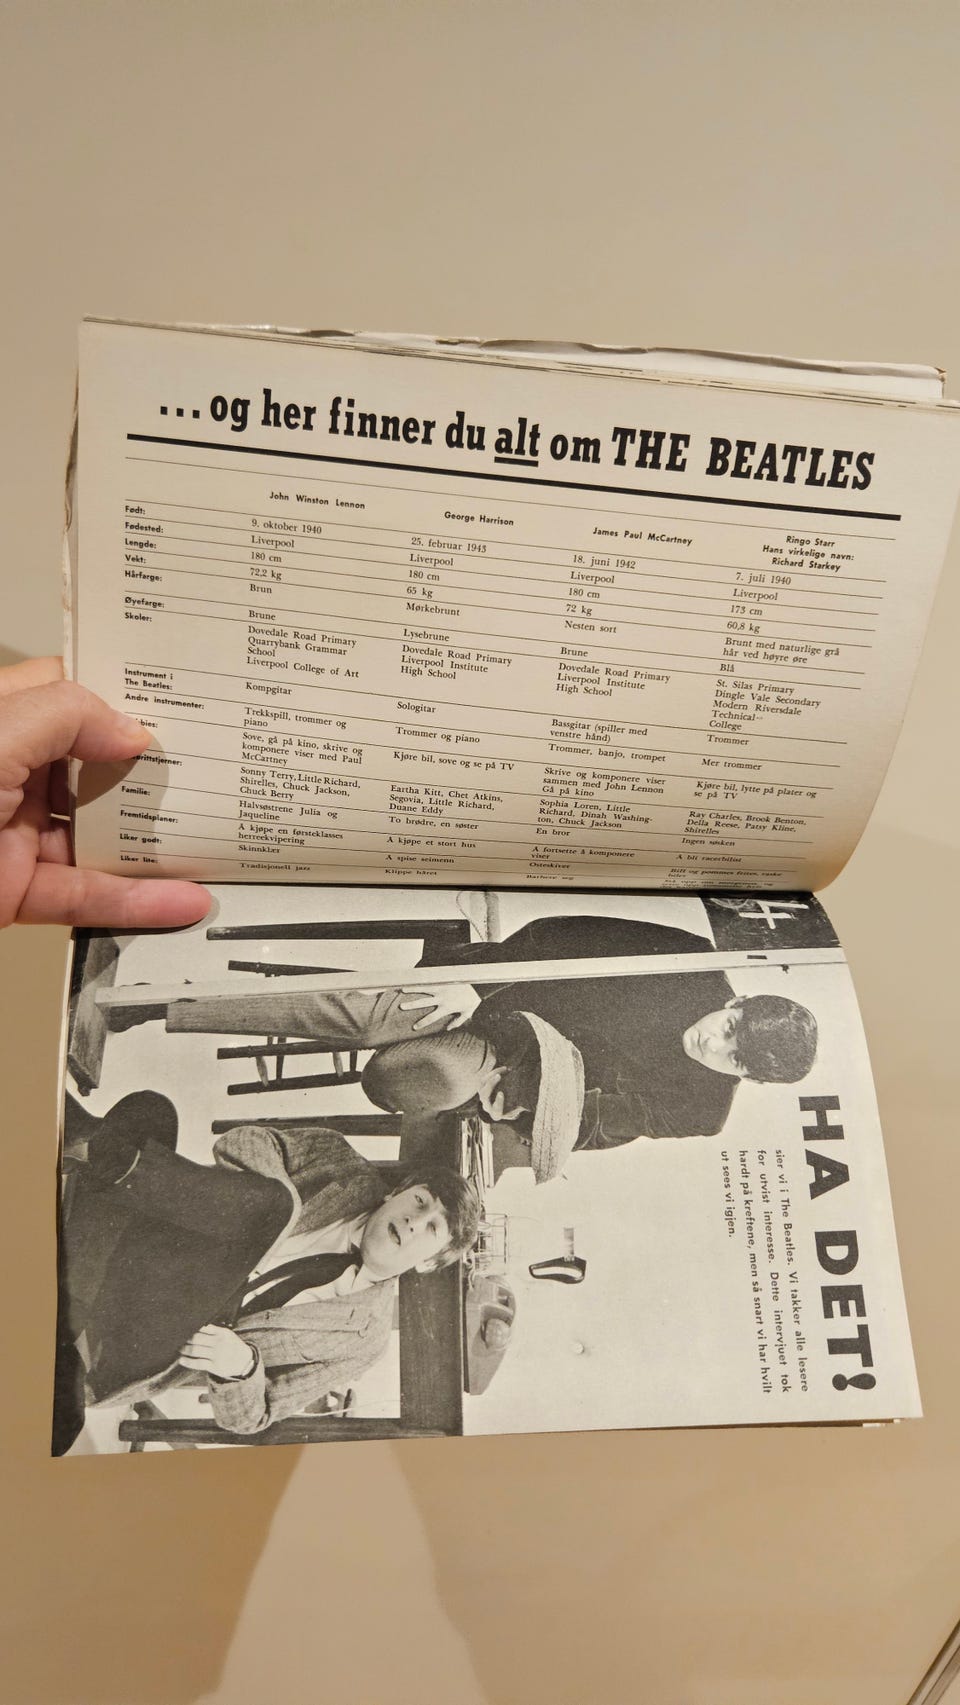 ...og her finner du alt om THE BEATLES
John Winston Lennon
George Harrison
James Paul McCartney
Ringo Starr
Hans virkelige navn:
Richard Starkey
Født:
9. oktober 1940
25. februar 1943
18. juni 1942
7. juli 1940
Fødested:
Liverpool
Liverpool
Liverpool
Liverpool
Lengde:
180 cm
180 cm
180 cm
173 cm
Vekt:
72,2 kg
65 kg
72 kg
60,8 kg
Hårfarge:
Brun
Mørkebrunt
Nesten sort
Brunt med naturlige grå
hår ved høyre øre
Øyefarge:
Brune
Lysebrune
Brune
Blå
Skoler:
Dovedale Road Primary
Quarrybank Grammar
School
Liverpool College of Art
Dovedale Road Primary
Liverpool Institute
High School
Dovedale Road Primary
Liverpool Institute
High School
St. Silas Primary
Dingle Vale Secondary
Modern Riversdale
Technical
College
Instrument i
The Beatles:
Kompgitar
Sologitar
Bassgitar (spiller med
venstre hånd)
Trommer
Andre instrumenter:
Trekkspill, trommer og
piano
Trommer og piano
Trommer, banjo, trompet
Mer trommer
Sove, gå på kino, skrive og
komponere viser med Paul
McCartney
Kjøre bil, sove og se på TV
Skrive og komponere viser
sammen med John Lennon
Gå på kino
Kjøre bil, lytte på plater og
se på TV
Sonny Terry, Little Richard,
Shirelles, Chuck Jackson,
Chuck Berry
Eartha Kitt, Chet Atkins,
Segovia, Little Richard,
Duane Eddy
Sophia Loren, Little
Richard, Dinah Washing-
ton, Chuck Jackson
Ray Charles, Brook Benton,
Della Reese, Patsy Kline,
Shirelles
Familie:
Halvsøstrene Julia og
Jaqueline
To brødre, en søster
En bror
Ingen søsken
Fremtidsplaner:
Å kjøpe en førsteklasses
herreekvipering
Å kjøpe et stort hus
Å fortsette å komponere
viser
Å bli racerbilist
Liker godt:
Skinnklær
Å spise seimenn
Osteskiver
Biff og pommes frites, raske
biler
Liker lite:
Tradisjonell jazz
Klippe håret
Barbere seg
HA DET!
sier vi i The Beatles. Vi takker alle lesere
for utvist interesse. Dette intervjuet tok
hardt på kreftene, men så snart vi har hvilt
ut sees vi igjen.